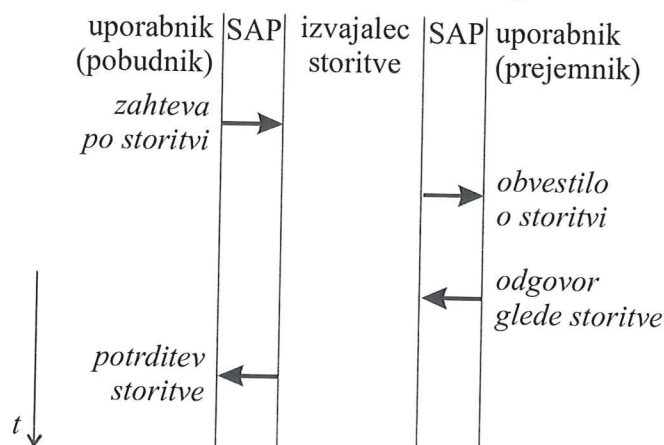 uporabnik SAP izvajalec SAP uporabnik
(pobudnik) storitve (prejemnik)
zahteva
po storitvi
obvestilo
o storitvi
odgovor
glede storitve
potrditev
storitve
t